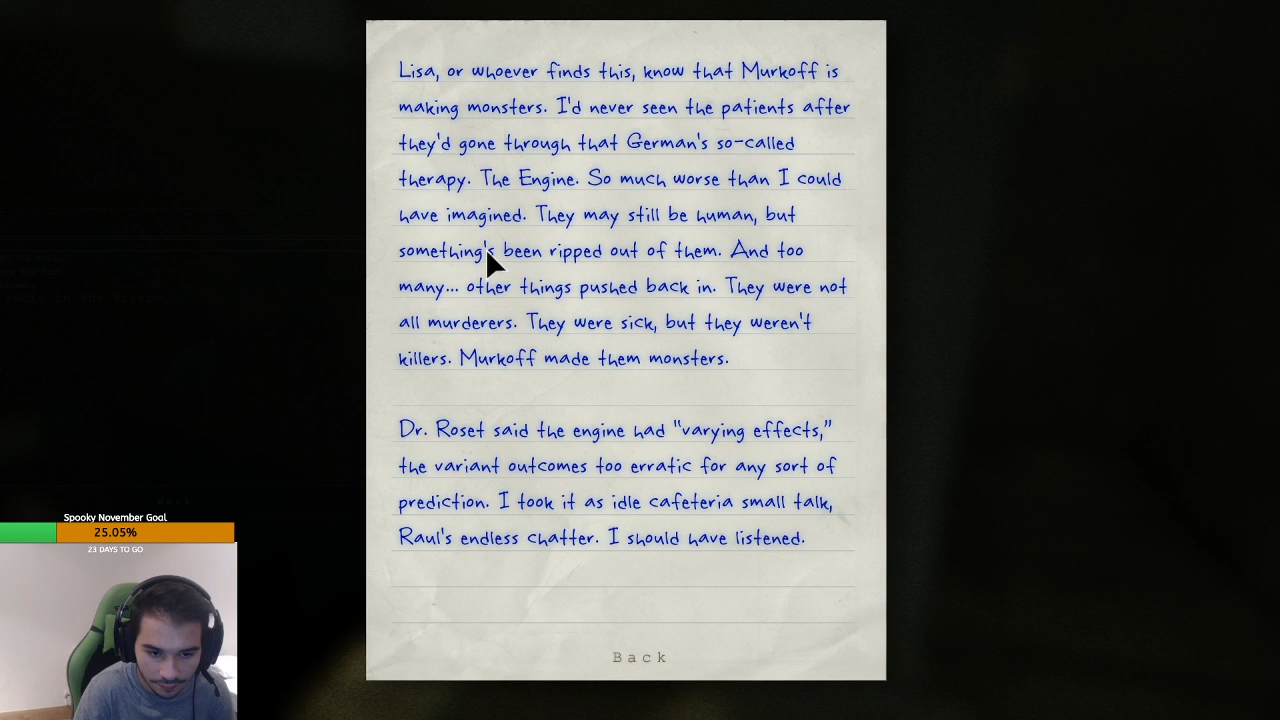 Lisa, or whoever finds this, know that Murkoff is
making monsters. I'd never seen the patients after
they'd gone through that German's so-called
therapy. The Engine. So much worse than I could
have imagined. They may still be human, but
something's been ripped out of them. And too
many... other things pushed back in. They were not
all murderers. They were sick, but they weren't
killers. Murkoff made them monsters.
Dr. Roset said the engine had "varying effects,"
the variant outcomes too erratic for any sort of
prediction. I took it as idle cafeteria small talk,
Raul's endless chatter. I should have listened.
Back
Spooky November Goal
25.05%
23 DAYS TO GO